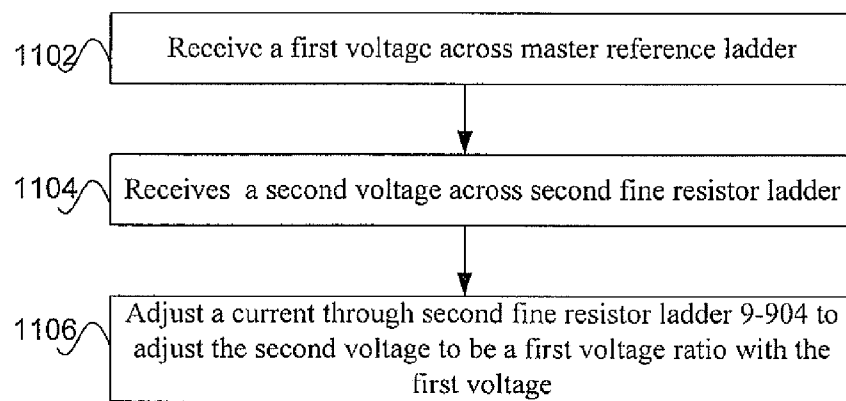 1102
Receive a first voltage across master reference ladder
1104
Receives a second voltage across second fine resistor ladder
1106
Adjust a current through second fine resistor ladder 9-904 to
adjust the second voltage to be a first voltage ratio with the
first voltage